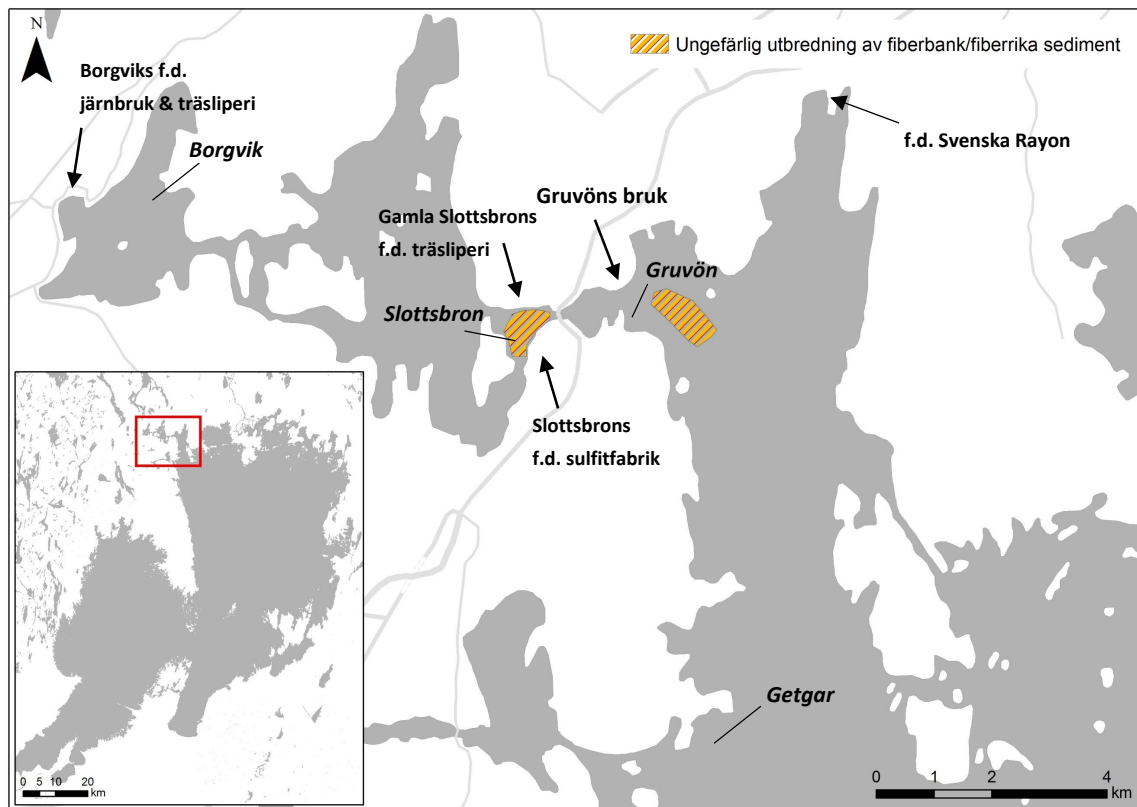 N
Ungefärlig utbredning av fiberbank/fiberrika sediment
Borgviks f.d.
järnbruk & träsliperi
Borgvik
f.d. Svenska Rayon
Gruvöns bruk
Gamla Slottsbrons
f.d. träsliperi
Gruvön
Slottsbron
Slottsbrons
f.d. sulfitfabrik
Getgar
0 5 10 20
km
0 1 2 4
km